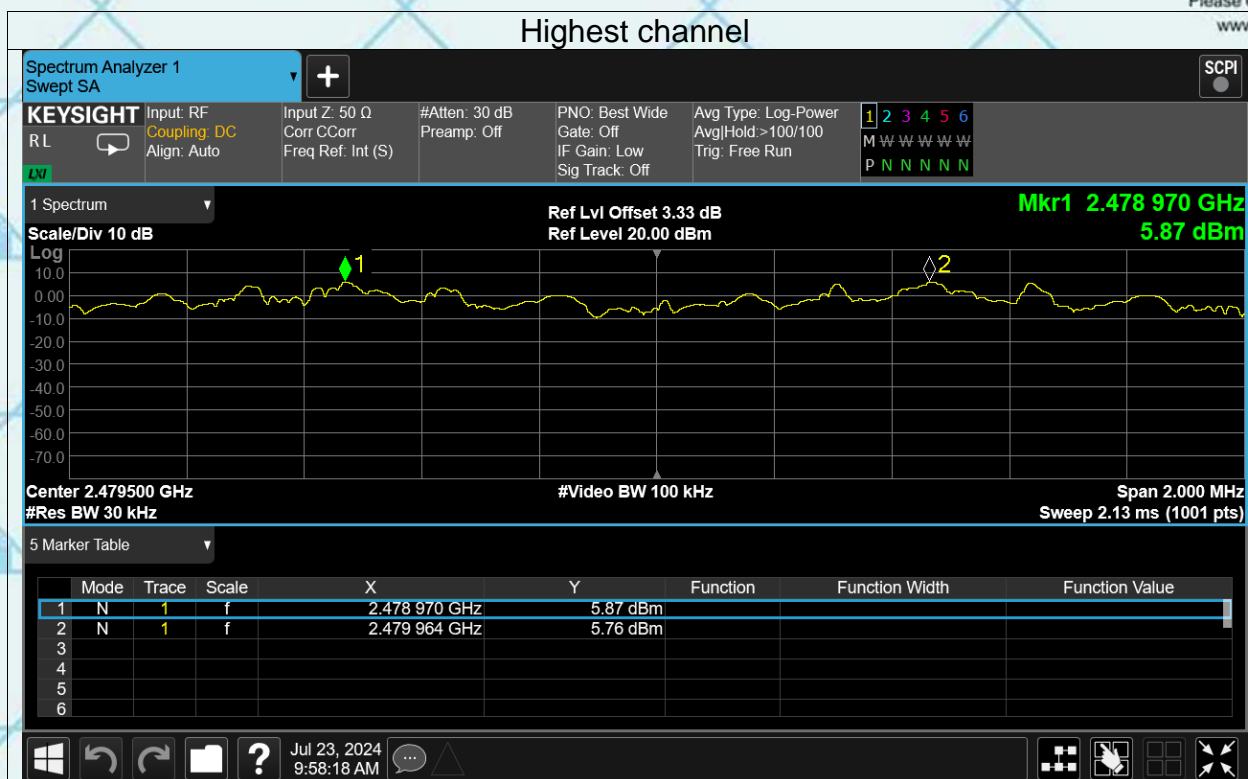 Please
www
Highest channel
Spectrum Analyzer 1
Swept SA
+
SCPI
KEYSIGHT
R L
LXI
Input: RF
Coupling: DC
Align: Auto
Input Z: 50 Ω
Corr CCorr
Freq Ref: Int (S)
#Atten: 30 dB
Preamp: Off
PNO: Best Wide
Gate: Off
IF Gain: Low
Sig Track: Off
Avg Type: Log-Power
Avg|Hold:>100/100
Trig: Free Run
1 2 3 4 5 6
M W W W W W
P N N N N N
1 Spectrum
Scale/Div 10 dB
Ref Lvl Offset 3.33 dB
Ref Level 20.00 dBm
Mkr1 2.478 970 GHz
5.87 dBm
Log
10.0
0.00
-10.0
-20.0
-30.0
-40.0
-50.0
-60.0
-70.0
1
2
Center 2.479500 GHz
#Res BW 30 kHz
#Video BW 100 kHz
Span 2.000 MHz
Sweep 2.13 ms (1001 pts)
5 Marker Table
Mode Trace Scale X Y Function Function Width Function Value
1 N 1 f 2.478 970 GHz 5.87 dBm
2 N 1 f 2.479 964 GHz 5.76 dBm
3
4
5
6
?
Jul 23, 2024
9:58:18 AM